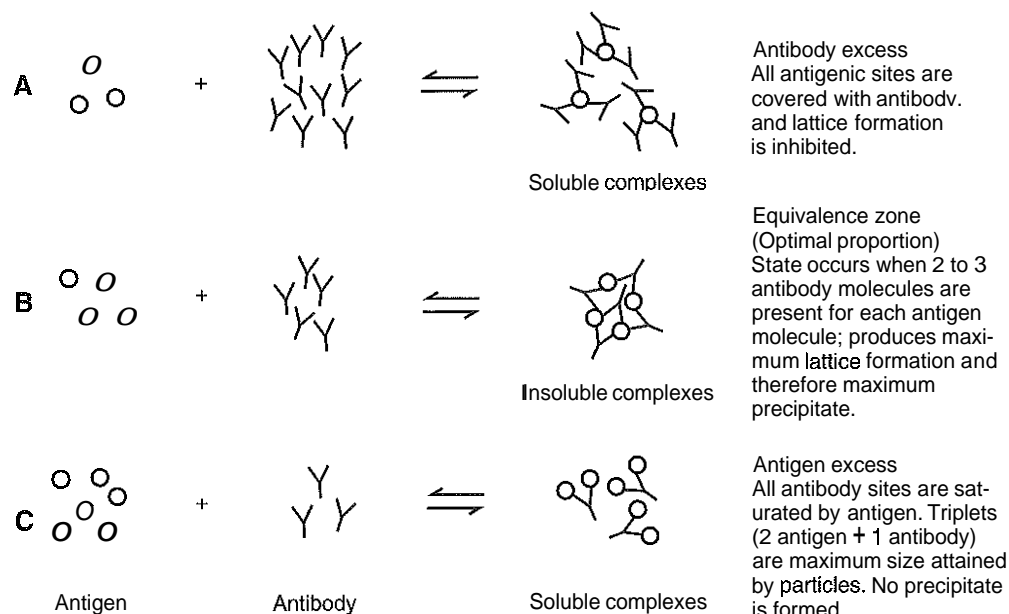 A
+
Soluble complexes
Antibody excess
All antigenic sites are
covered with antibodv.
and lattice formation
is inhibited.
B
+
Insoluble complexes
Equivalence zone
(Optimal proportion)
State occurs when 2 to 3
antibody molecules are
present for each antigen
molecule; produces maxi-
mum lattice formation and
therefore maximum
precipitate.
C
+
Antigen
Antibody
Soluble complexes
Antigen excess
All antibody sites are sat-
urated by antigen. Triplets
(2 antigen + 1 antibody)
are maximum size attained
by particles. No precipitate
is formed